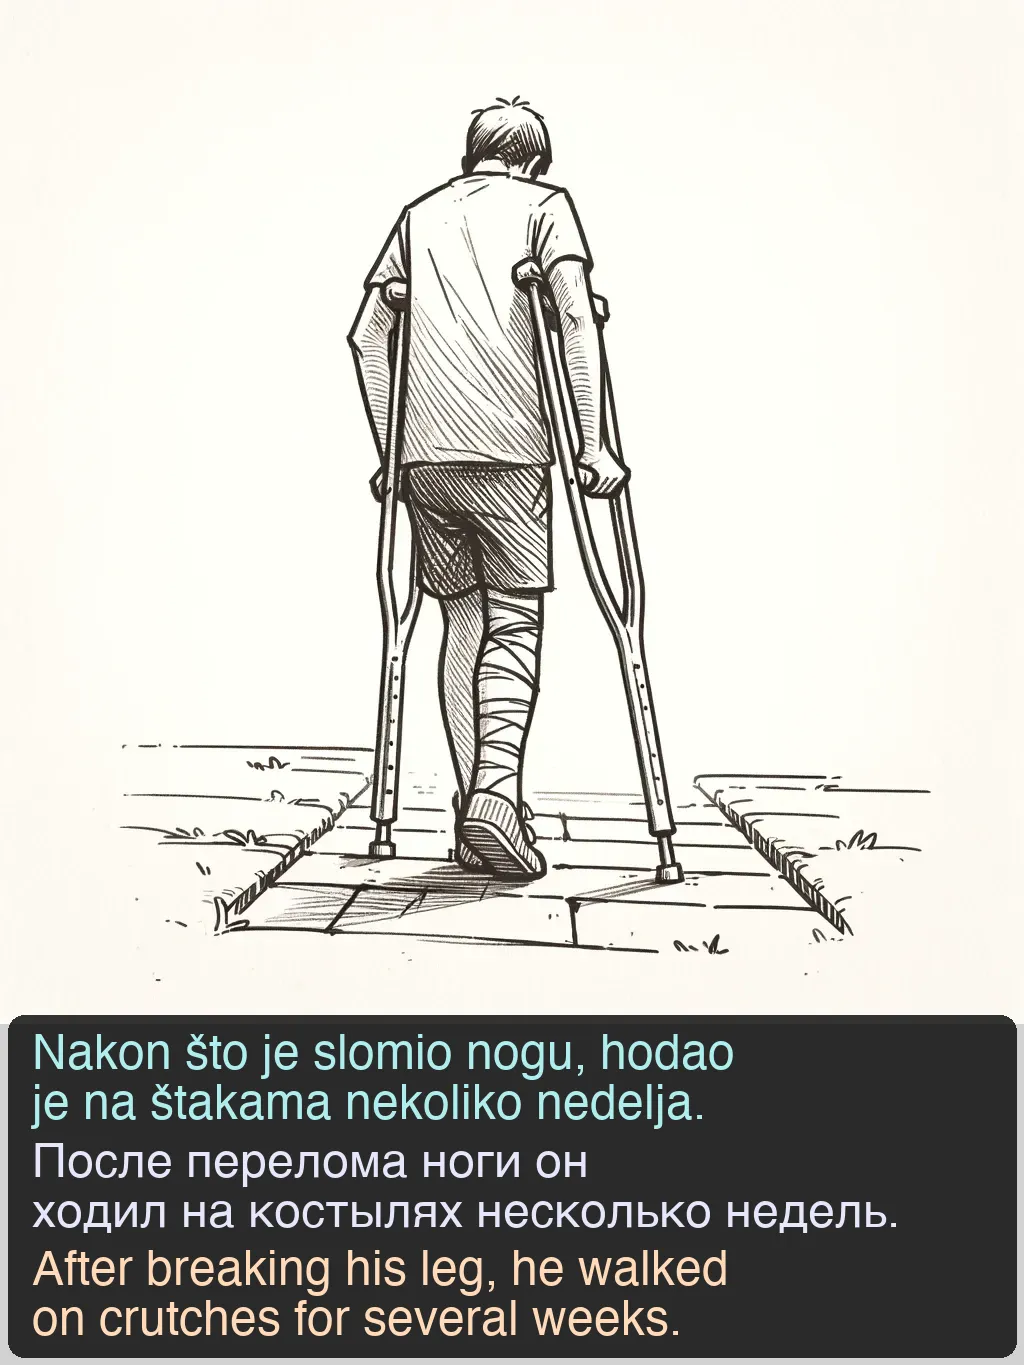 Nakon što je slomio nogu, hodao
je na štakama nekoliko nedelja.
После перелома ноги он
ходил на костылях несколько недель.
After breaking his leg, he walked
on crutches for several weeks.